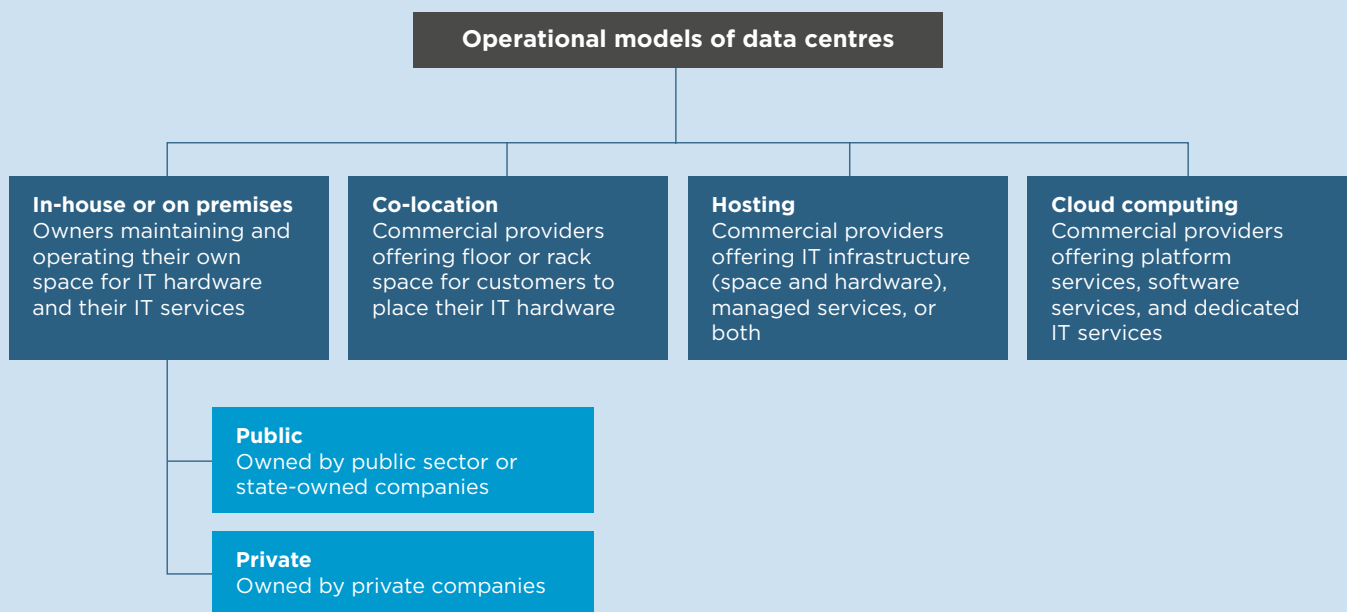 Operational models of data centres
In-house or on premises
Owners maintaining and
operating their own
space for IT hardware
and their IT services
Co-location
Commercial providers
offering floor or rack
space for customers to
place their IT hardware
Hosting
Commercial providers
offering IT infrastructure
(space and hardware),
managed services, or
both
Cloud computing
Commercial providers
offering platform
services, software
services, and dedicated
IT services
Public
Owned by public sector or
state-owned companies
Private
Owned by private companies